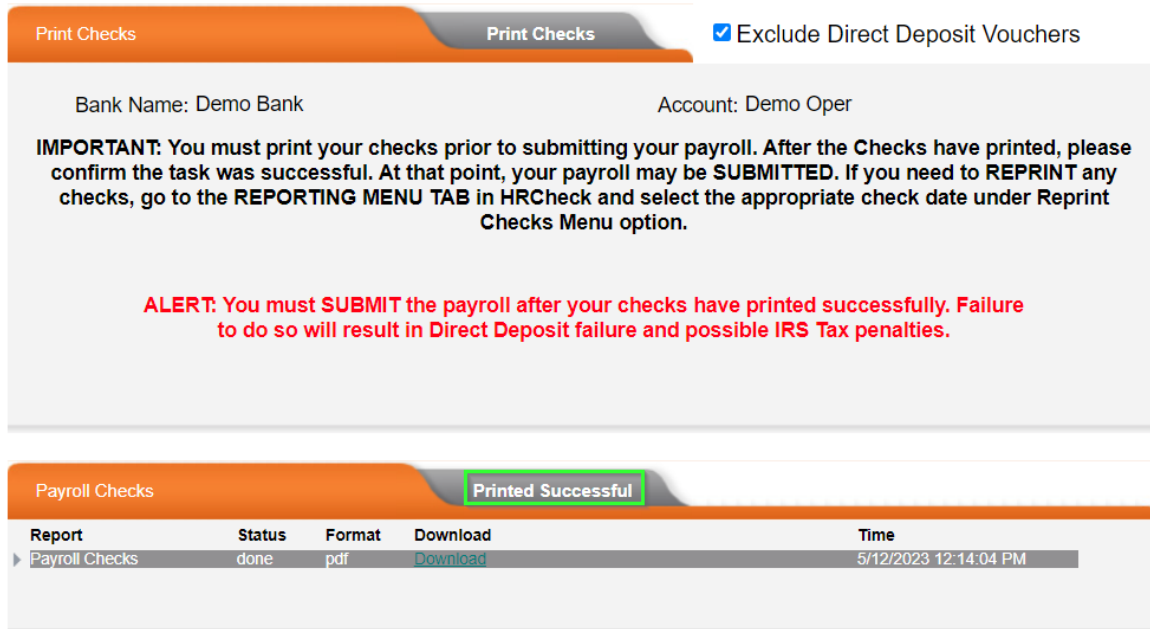 Print Checks
Print Checks
Exclude Direct Deposit Vouchers
Bank Name: Demo Bank
Account: Demo Oper
IMPORTANT: You must print your checks prior to submitting your payroll. After the Checks have printed, please
confirm the task was successful. At that point, your payroll may be SUBMITTED. If you need to REPRINT any
checks, go to the REPORTING MENU TAB in HRCheck and select the appropriate check date under Reprint
Checks Menu option.
ALERT: You must SUBMIT the payroll after your checks have printed successfully. Failure
to do so will result in Direct Deposit failure and possible IRS Tax penalties.
Payroll Checks
Printed Successful
Report Status Format Download Time
Payroll Checks done pdf Download 5/12/2023 12:14:04 PM